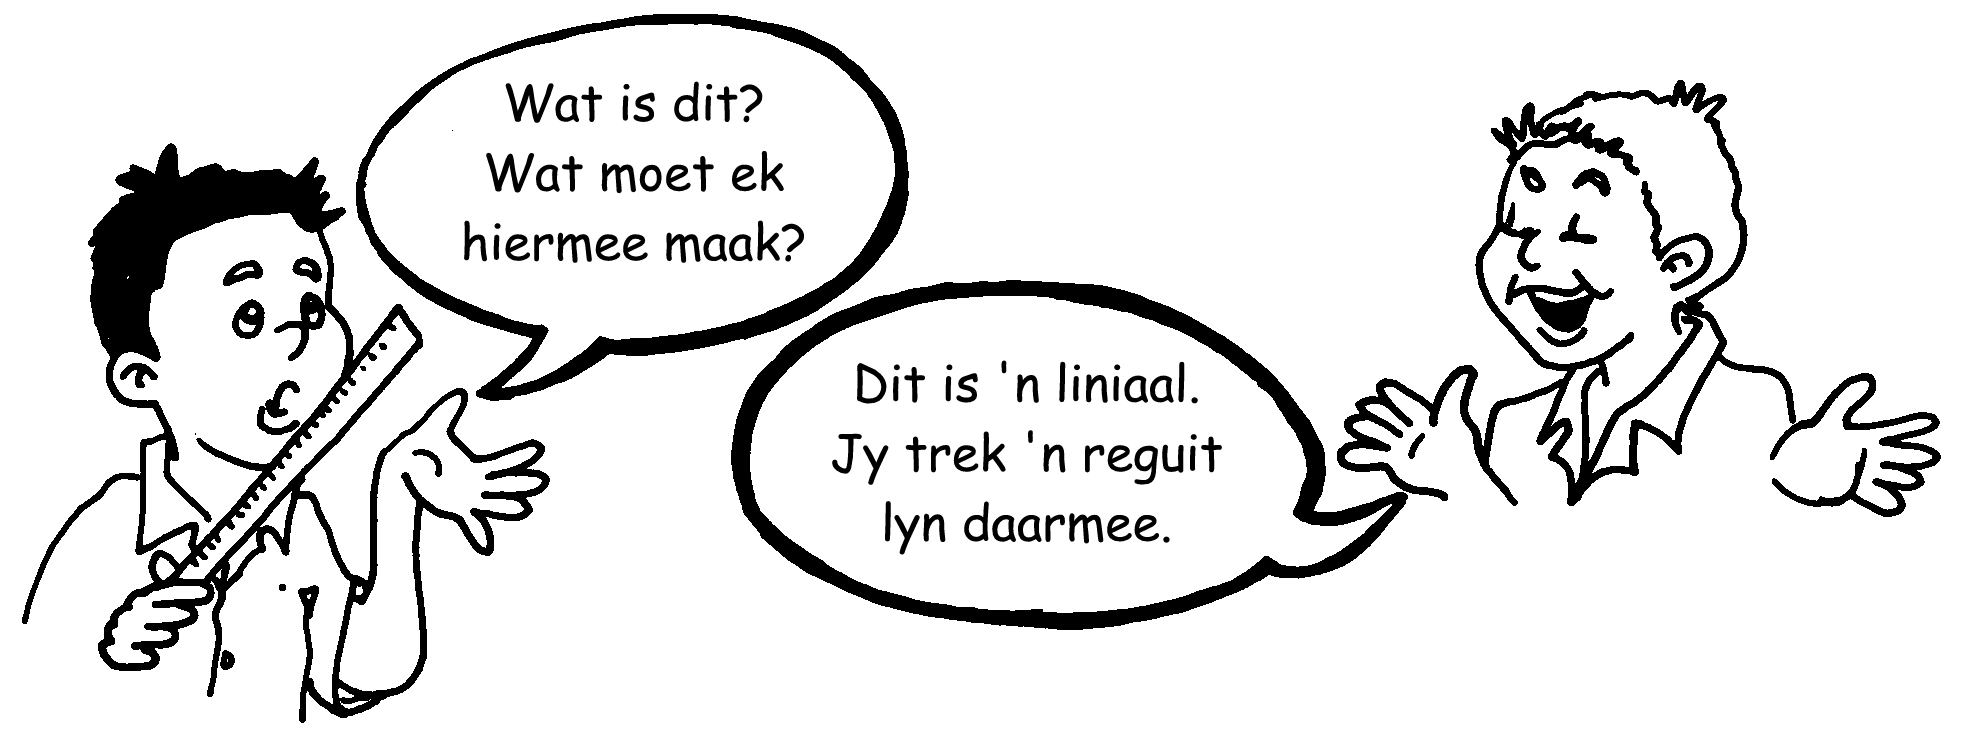 Wat is dit?
Wat moet ek
hiermee maak?
Dit is 'n liniaal.
Jy trek 'n reguit
lyn daarmee.